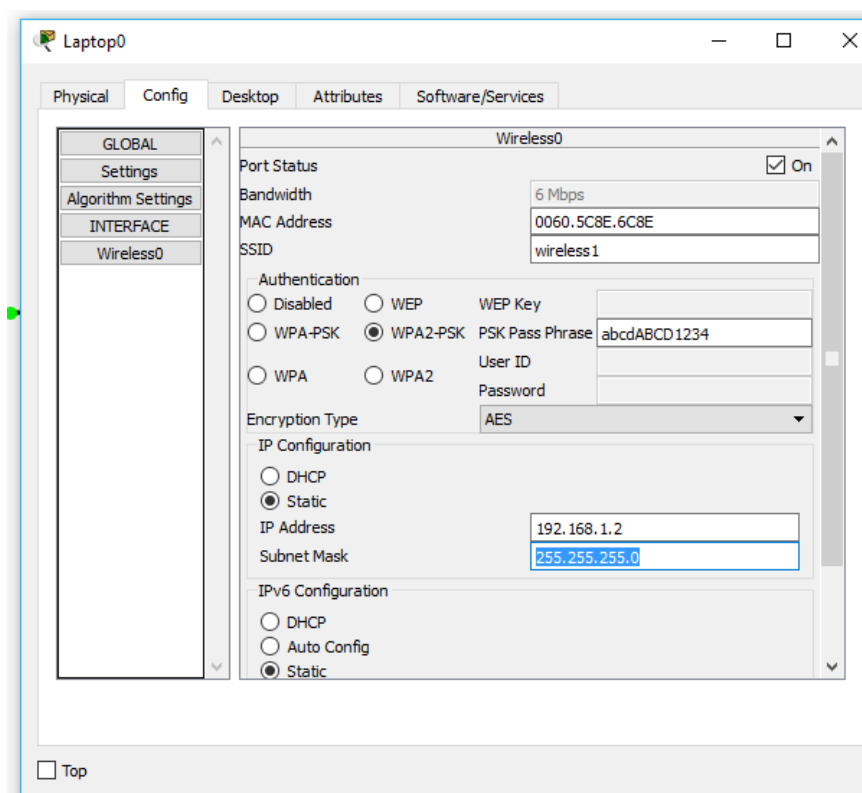 Laptop0
Physical Config Desktop Attributes Software/Services
GLOBAL
Settings
Algorithm Settings
INTERFACE
Wireless0
Wireless0
Port Status On
Bandwidth 6 Mbps
MAC Address 0060.5C8E.6C8E
SSID wireless1
Authentication
Disabled WEP WEP Key
WPA-PSK WPA2-PSK PSK Pass Phrase abcdABCD1234
User ID
WPA WPA2
Password
Encryption Type AES
IP Configuration
DHCP
Static
IP Address 192.168.1.2
Subnet Mask 255.255.255.0
IPv6 Configuration
DHCP
Auto Config
Static
Top